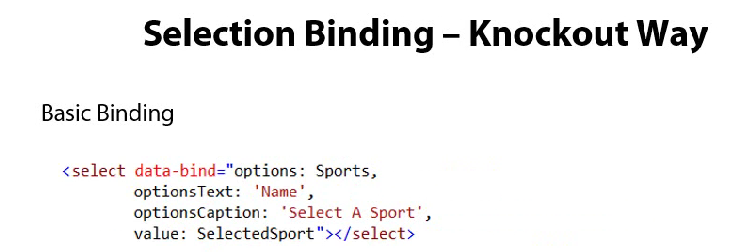 Selection Binding – Knockout Way
Basic Binding
<select data-bind="options: Sports,
optionsText: 'Name',
optionsCaption: 'Select A Sport',
value: SelectedSport"></select>